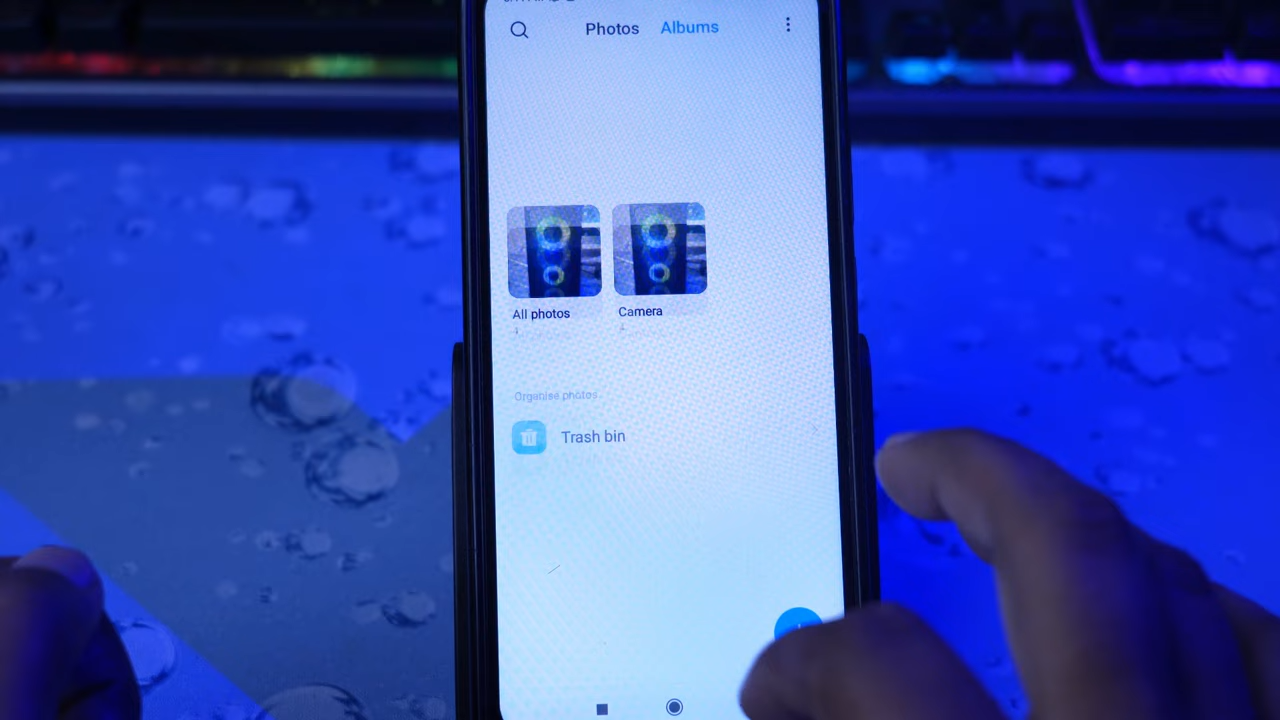 Photos Albums
All photos Camera
Organise photos
Trash bin